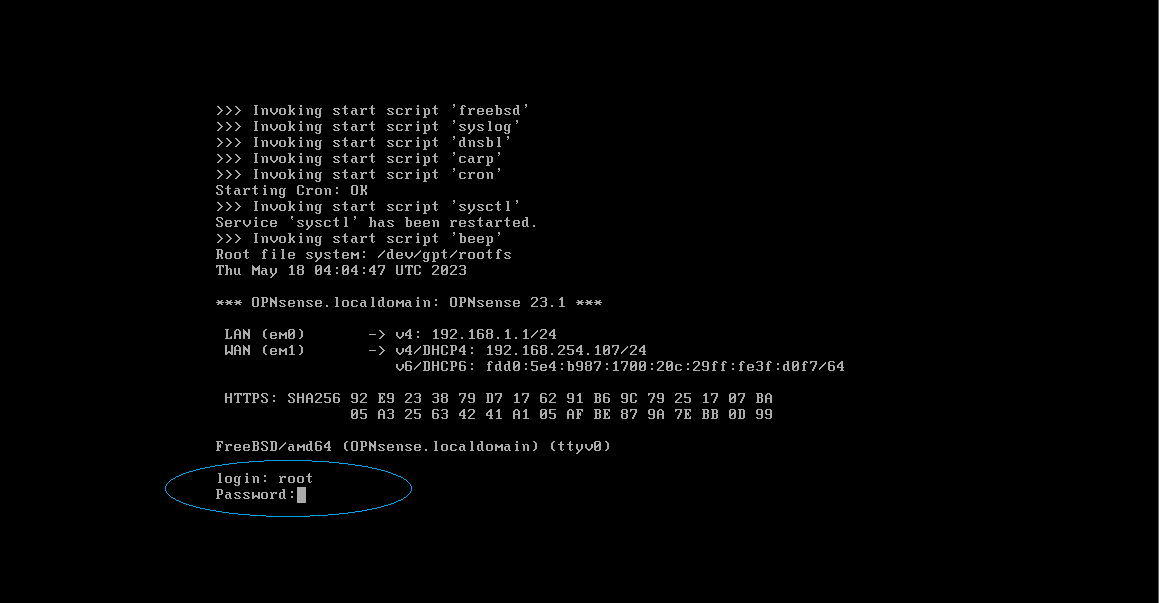 >>> Invoking start script 'freebsd'
>>> Invoking start script 'syslog'
>>> Invoking start script 'dnsbl'
>>> Invoking start script 'carp'
>>> Invoking start script 'cron'
Starting Cron: OK
>>> Invoking start script 'sysctl'
Service `sysctl' has been restarted.
>>> Invoking start script 'beep'
Root file system: /dev/gpt/rootfs
Thu May 18 04:04:47 UTC 2023
*** OPNsense.localdomain: OPNsense 23.1 ***
LAN (em0)       -> v4: 192.168.1.1/24
WAN (em1)       -> v4/DHCP4: 192.168.254.107/24
v6/DHCP6: fdd0:5e4:b987:1700:20c:29ff:fe3f:d0f7/64
HTTPS: SHA256 92 E9 23 38 79 D7 17 62 91 B6 9C 79 25 17 07 BA
05 A3 25 63 42 41 A1 05 AF BE 87 9A 7E BB 0D 99
FreeBSD/amd64 (OPNsense.localdomain) (ttyv0)
login: root
Password: